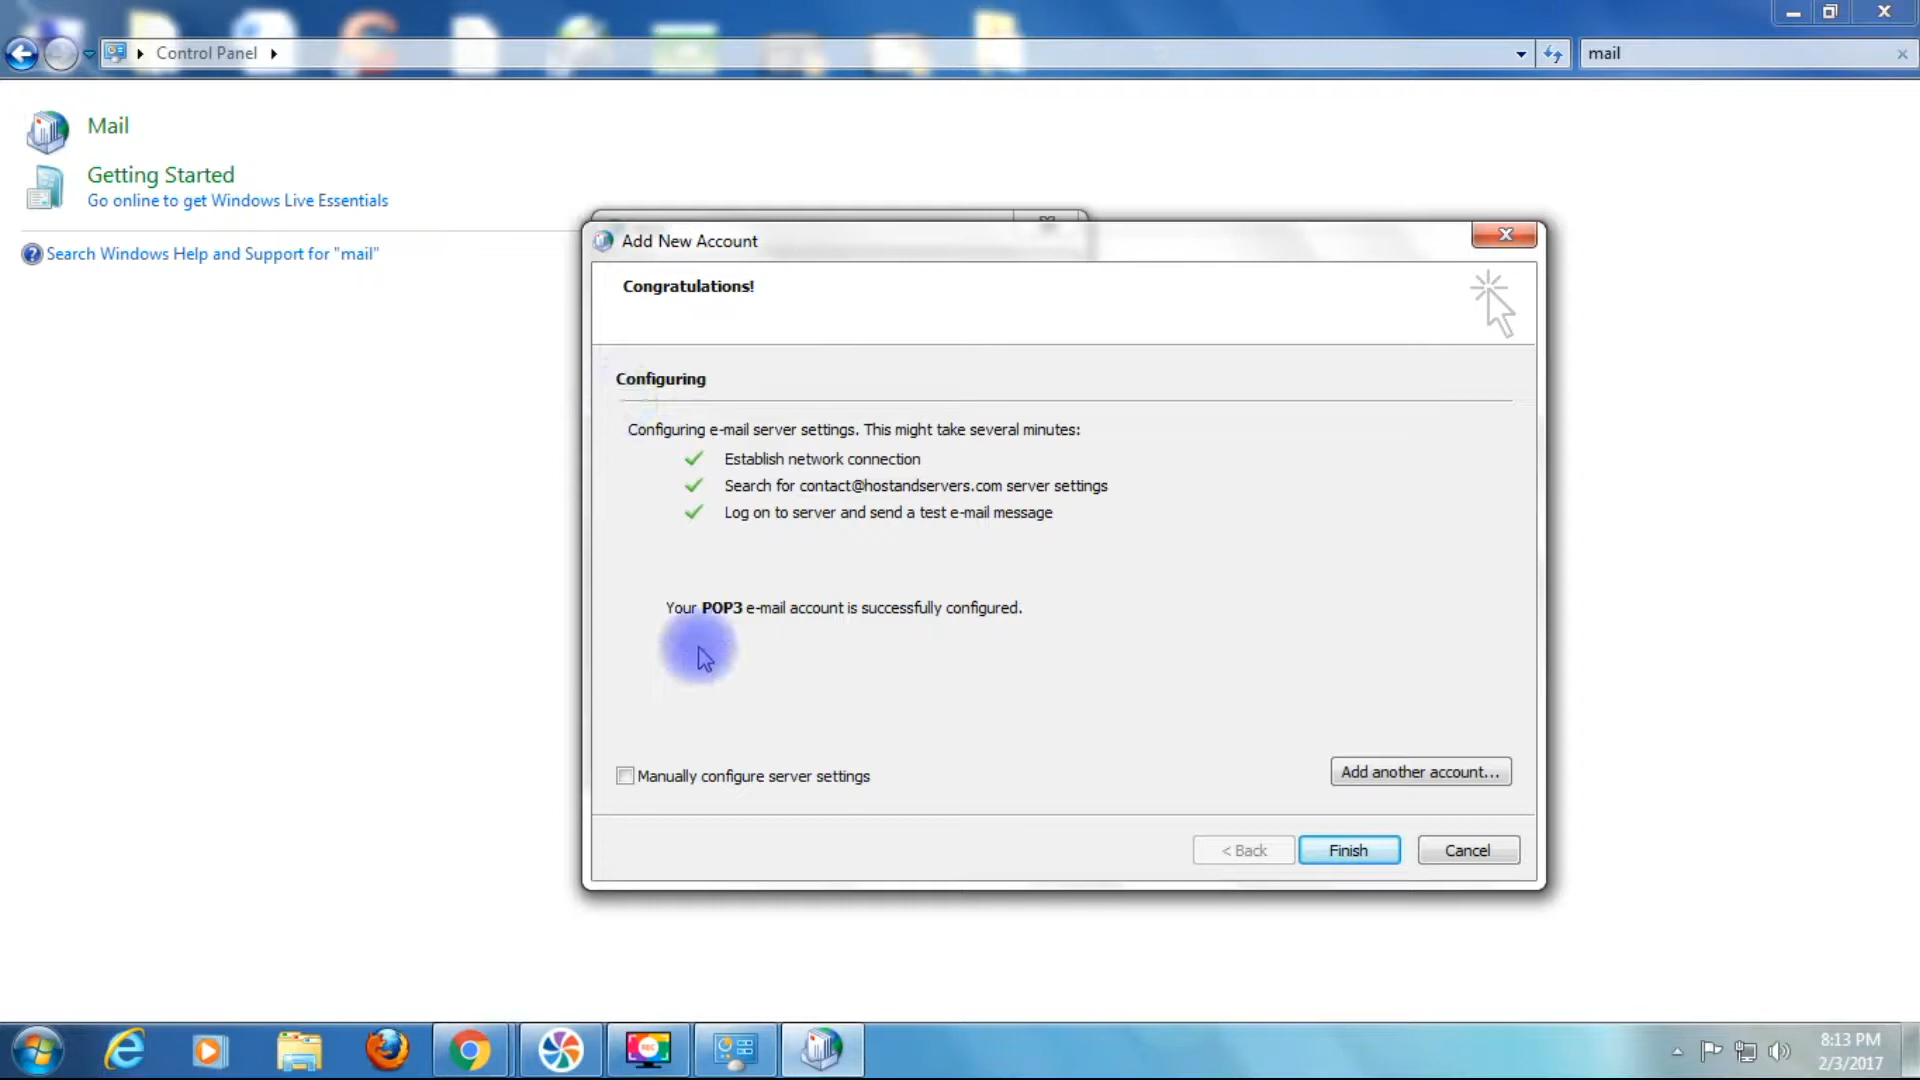 Control Panel
mail
Mail
Getting Started
Go online to get Windows Live Essentials
Search Windows Help and Support for "mail"
Add New Account
Congratulations!
Configuring
Configuring e-mail server settings. This might take several minutes:
Establish network connection
Search for contact@hostandservers.com server settings
Log on to server and send a test e-mail message
Your POP3 e-mail account is successfully configured.
Manually configure server settings
Add another account...
< Back
Finish
Cancel
REC
8:13 PM
2/3/2017